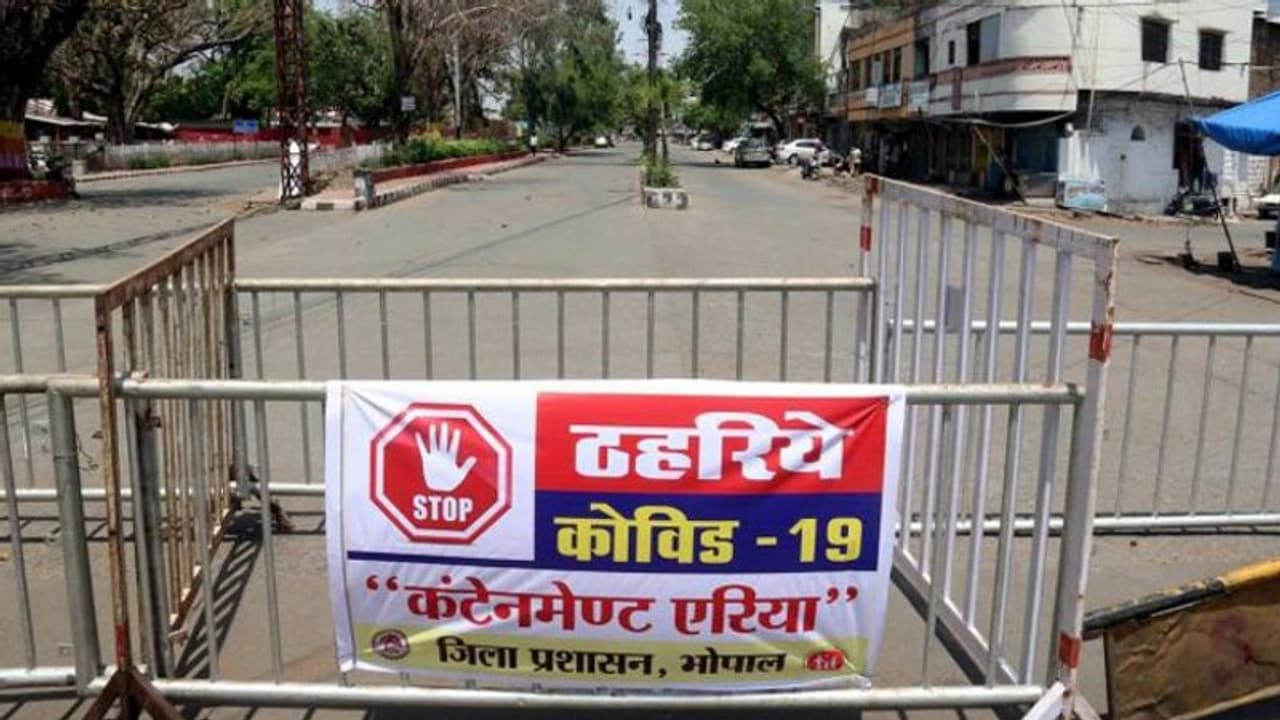 STOP
ठहरिये
कोविड - 19
“कंटेनमेण्ट एरिया”
जिला प्रशासन, भोपाल